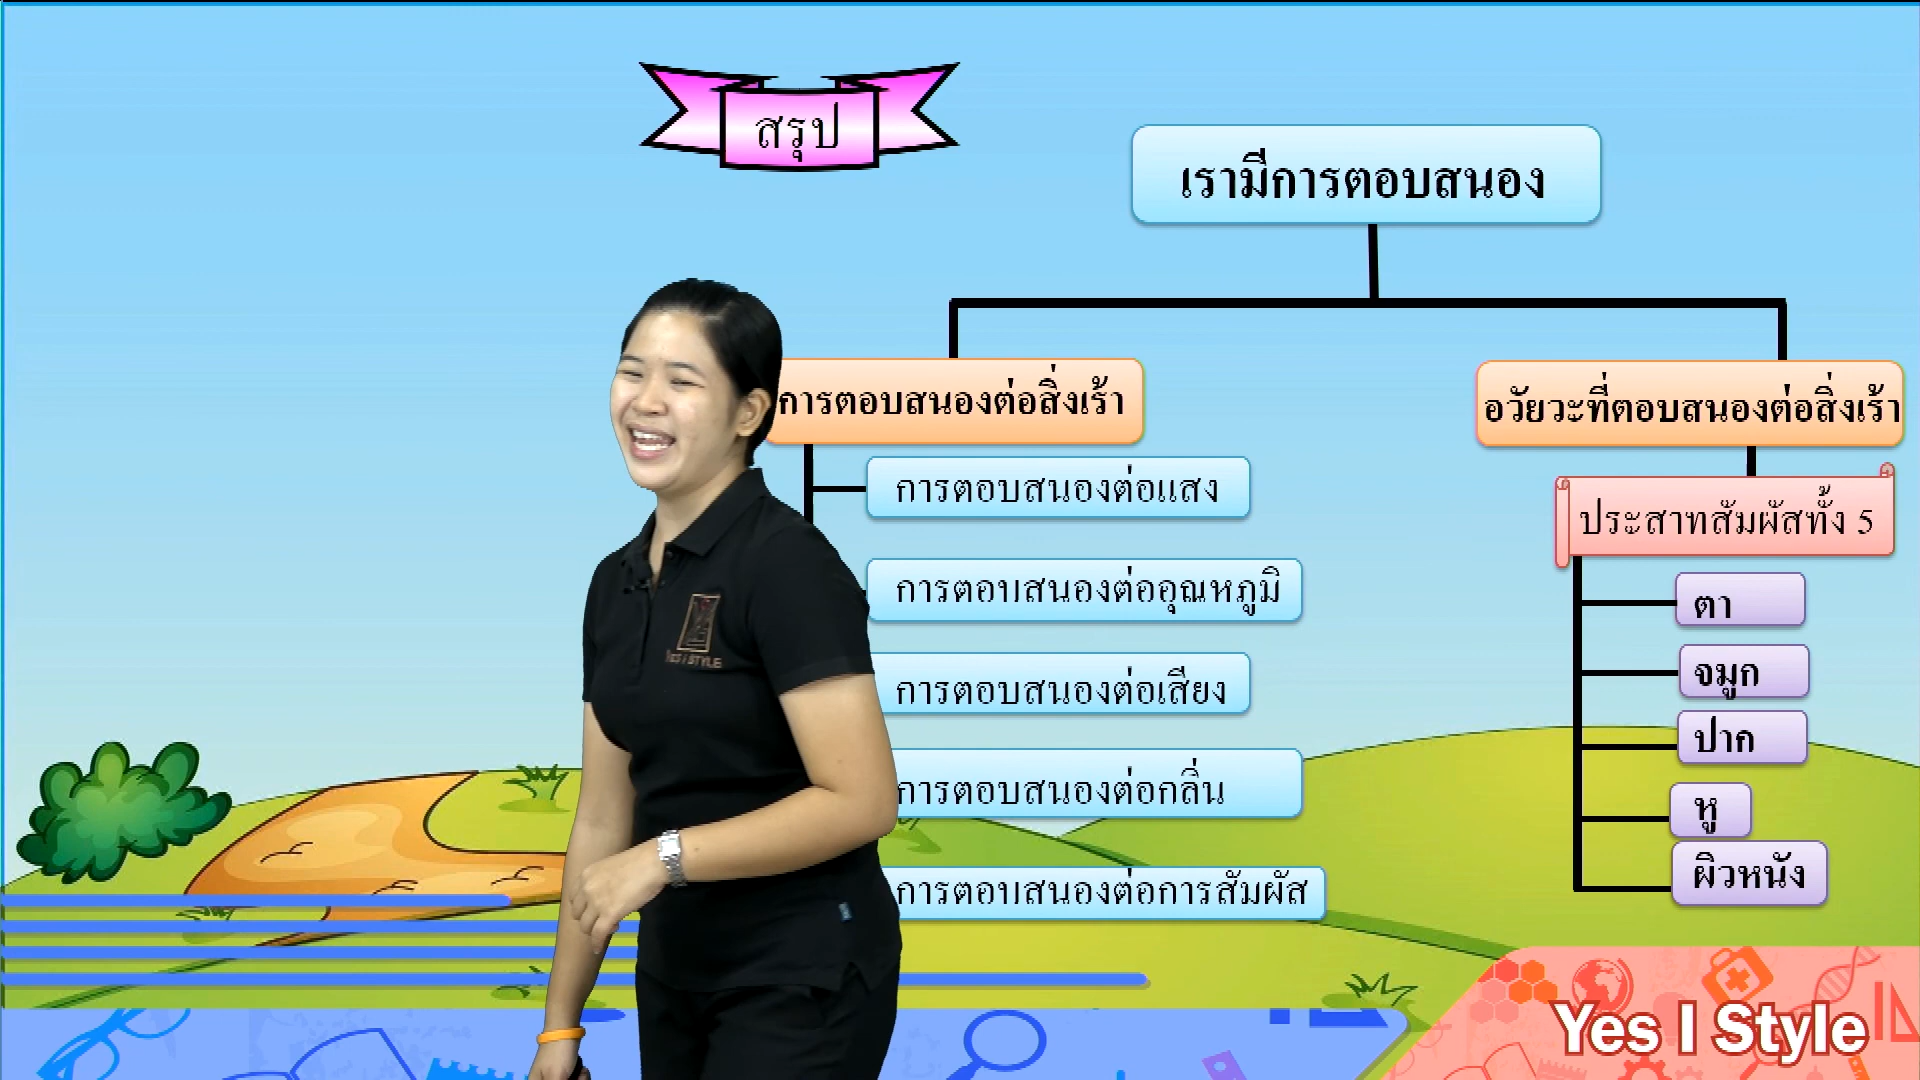 สรุป
เรามีการตอบสนอง
การตอบสนองต่อสิ่งเร้า
การตอบสนองต่อแสง
การตอบสนองต่ออุณหภูมิ
การตอบสนองต่อเสียง
การตอบสนองต่อกลิ่น
การตอบสนองต่อการสัมผัส
อวัยวะที่ตอบสนองต่อสิ่งเร้า
ประสาทสัมผัสทั้ง 5
ตา
จมูก
ปาก
หู
ผิวหนัง
Yes I STYLE
Yes I Style